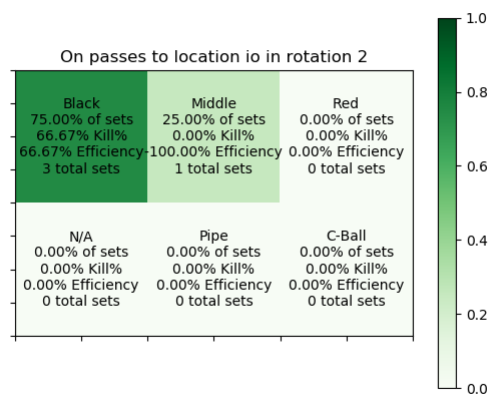 On passes to location io in rotation 2
Black
75.00% of sets
66.67% Kill%
66.67% Efficiency
3 total sets
Middle
25.00% of sets
0.00% Kill%
-100.00% Efficiency
1 total sets
Red
0.00% of sets
0.00% Kill%
0.00% Efficiency
0 total sets
N/A
0.00% of sets
0.00% Kill%
0.00% Efficiency
0 total sets
Pipe
0.00% of sets
0.00% Kill%
0.00% Efficiency
0 total sets
C-Ball
0.00% of sets
0.00% Kill%
0.00% Efficiency
0 total sets
1.0
0.8
0.6
0.4
0.2
0.0